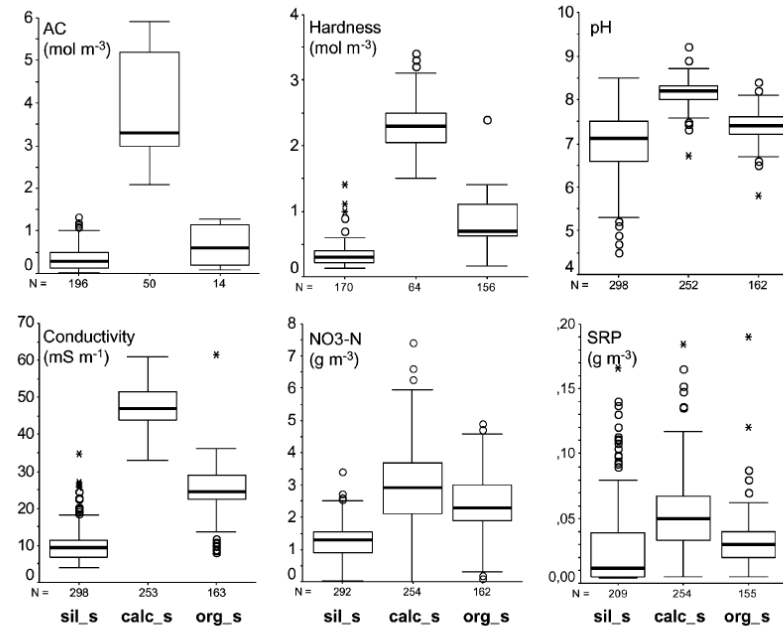 AC
(mol m⁻³)
6
5
4
3
2
1
0
N = 196 50 14
Hardness
(mol m⁻³)
4
3
2
1
0
N = 170 64 156
pH
10
9
8
7
6
5
4
N = 298 252 162
Conductivity
(mS m⁻¹)
70
60
50
40
30
20
10
0
N = 298 253 163
sil_s calc_s org_s
NO3-N
(g m⁻³)
8
7
6
5
4
3
2
1
0
N = 292 254 162
sil_s calc_s org_s
SRP
(g m⁻³)
,20
,15
,10
,05
0,00
N = 209 254 155
sil_s calc_s org_s